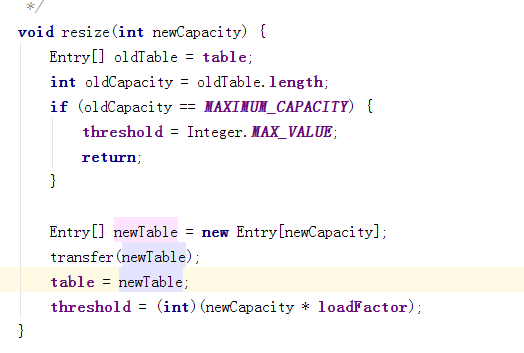 */
void resize(int newCapacity) {
    Entry[] oldTable = table;
    int oldCapacity = oldTable.length;
    if (oldCapacity == MAXIMUM_CAPACITY) {
        threshold = Integer.MAX_VALUE;
        return;
    }

    Entry[] newTable = new Entry[newCapacity];
    transfer(newTable);
    table = newTable;
    threshold = (int)(newCapacity * loadFactor);
}